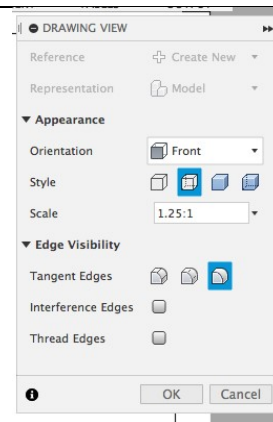 DRAWING VIEW
Reference Create New
Representation Model
Appearance
Orientation Front
Style
Scale 1.25:1
Edge Visibility
Tangent Edges
Interference Edges
Thread Edges
OK Cancel